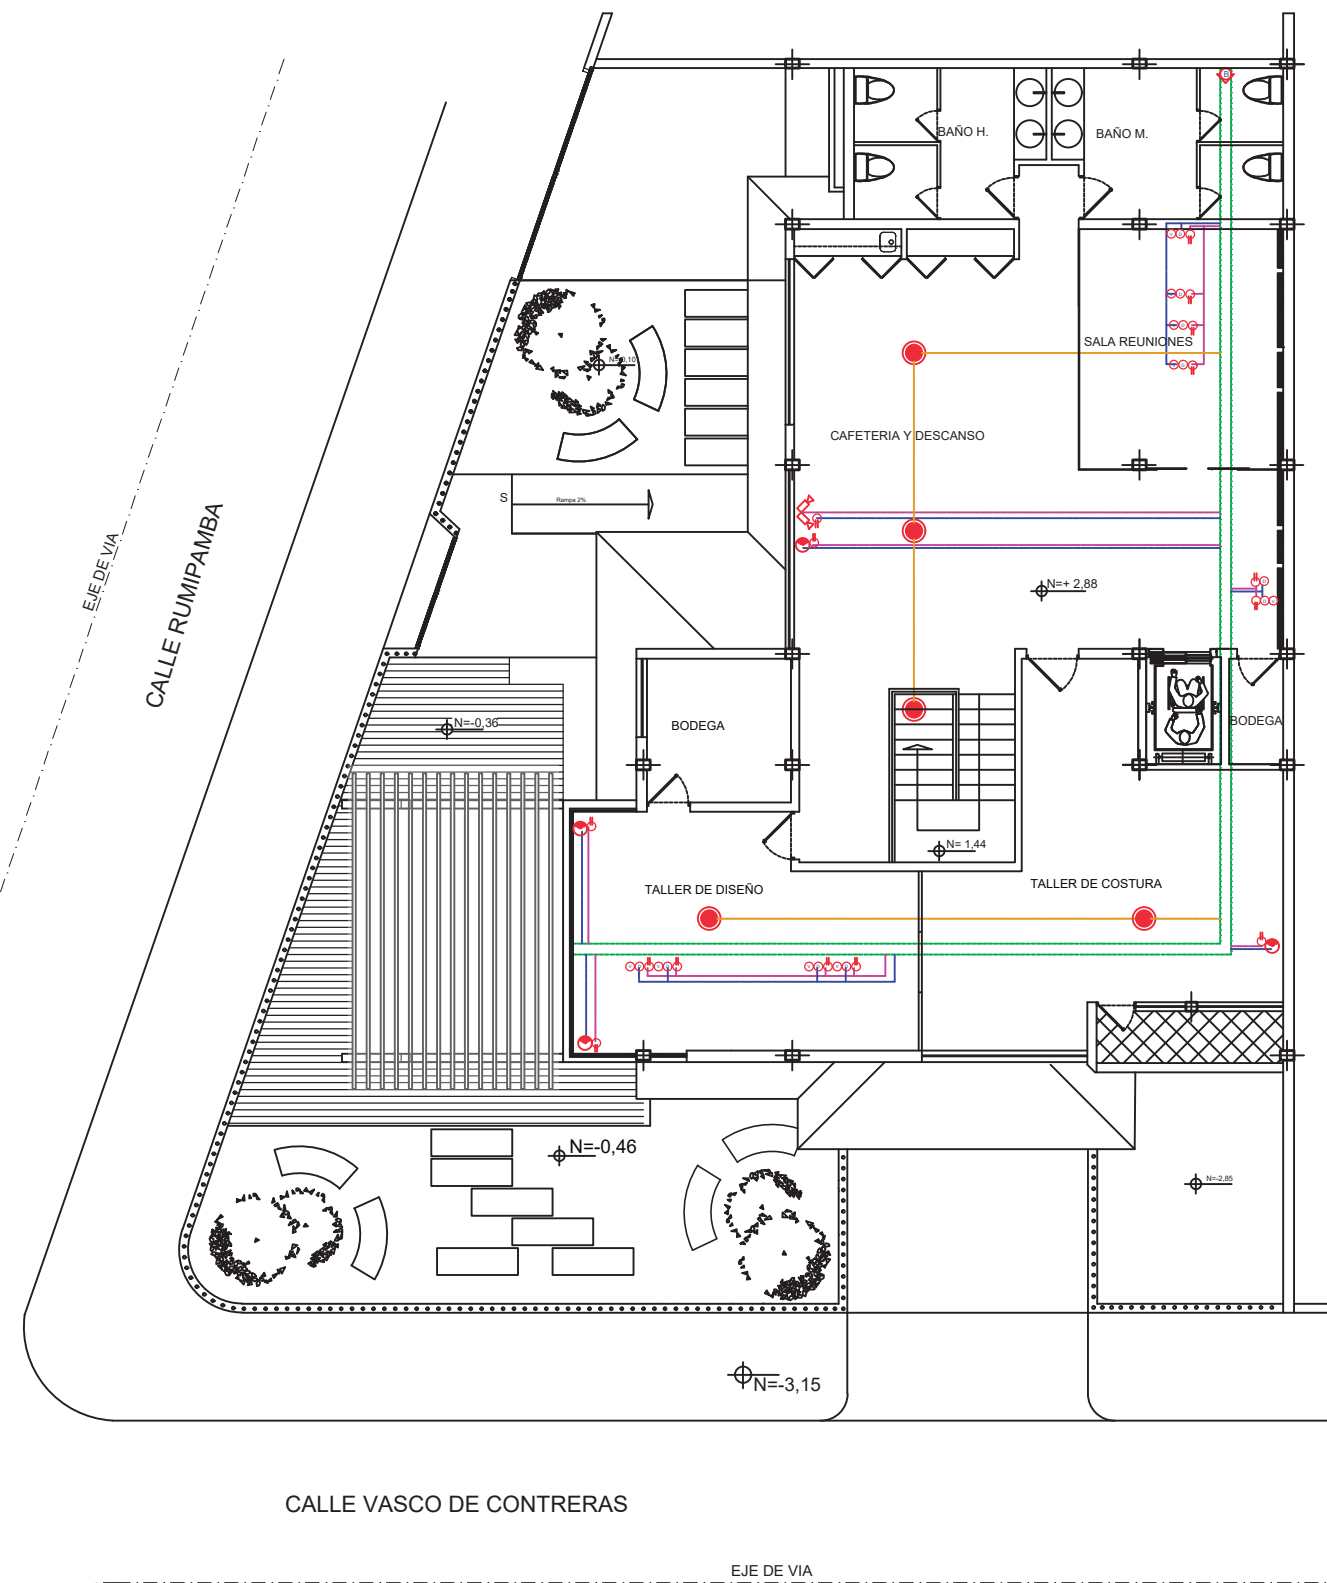 B
BAÑO H.
BAÑO M.
SALA REUNIONES
CAFETERIA Y DESCANSO
S
Rampa 2%
EJE DE VIA
CALLE RUMIPAMBA
N=+ 2,88
N=-0,36
BODEGA
BODEGA
N= 1,44
TALLER DE DISEÑO
TALLER DE COSTURA
N=-0,46
N=-2,85
N=-3,15
CALLE VASCO DE CONTRERAS
EJE DE VIA